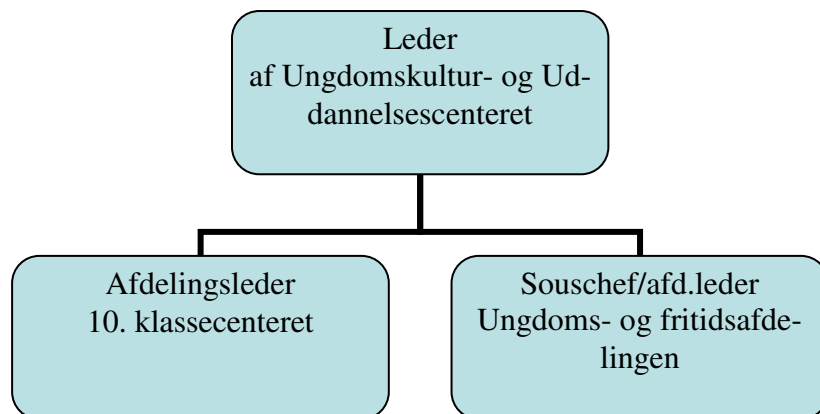 Leder
af Ungdomskultur- og Ud-
dannelsescenteret
Afdelingsleder
10. klassecenteret
Souschef/afd.leder
Ungdoms- og fritidsafde-
lingen